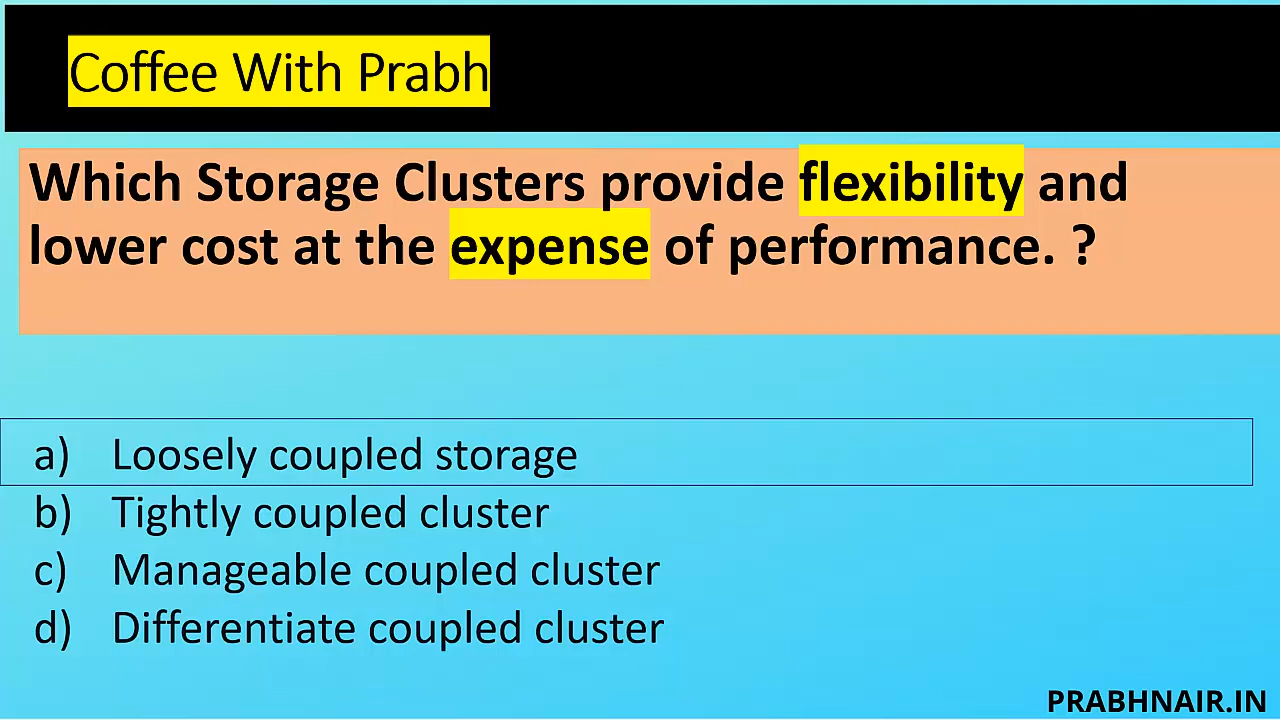 Coffee With Prabh
Which Storage Clusters provide flexibility and
lower cost at the expense of performance. ?
a) Loosely coupled storage
b) Tightly coupled cluster
c) Manageable coupled cluster
d) Differentiate coupled cluster
PRABHNAIR.IN